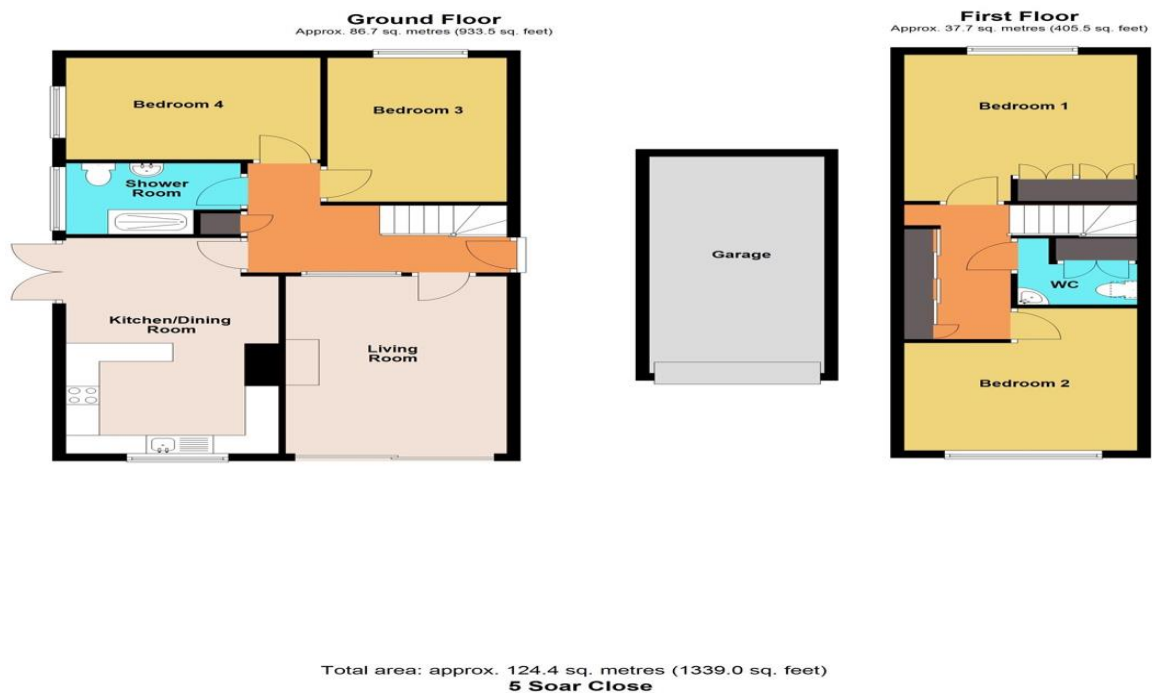 Ground Floor
Approx. 86.7 sq. metres (933.5 sq. feet)
Bedroom 4
Bedroom 3
Shower
Room
Kitchen/Dining
Room
Living
Room
Garage
First Floor
Approx. 37.7 sq. metres (405.5 sq. feet)
Bedroom 1
WC
Bedroom 2
Total area: approx. 124.4 sq. metres (1339.0 sq. feet)
5 Soar Close